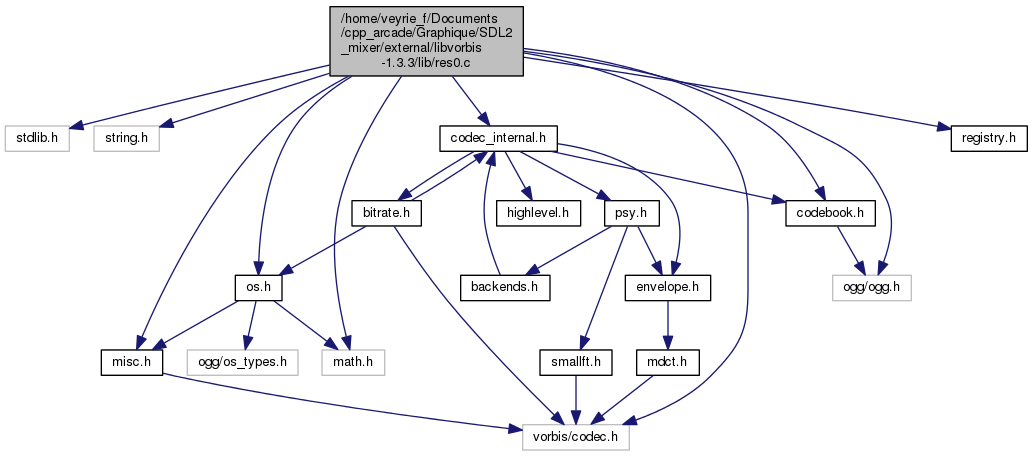 /home/veyrie_f/Documents
/cpp_arcade/Graphique/SDL2
_mixer/external/libvorbis
-1.3.3/lib/res0.c
stdlib.h
string.h
codec_internal.h
registry.h
bitrate.h
highlevel.h
psy.h
codebook.h
os.h
backends.h
envelope.h
ogg/ogg.h
misc.h
ogg/os_types.h
math.h
smallft.h
mdct.h
vorbis/codec.h